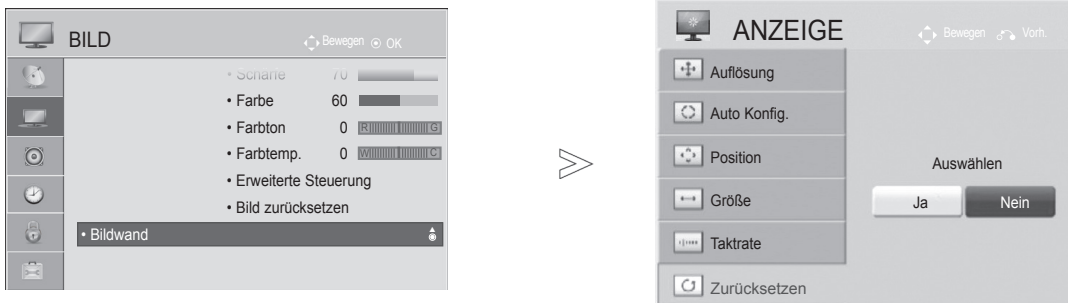 BILD
Bewegen OK
• Schärfe 70
• Farbe 60
• Farbton 0 R G
• Farbtemp. 0 W C
• Erweiterte Steuerung
• Bild zurücksetzen
• Bildwand
ANZEIGE
Bewegen Vorh.
Auflösung
Auto Konfig.
Position
Größe
Taktrate
Zurücksetzen
Auswählen
Ja Nein